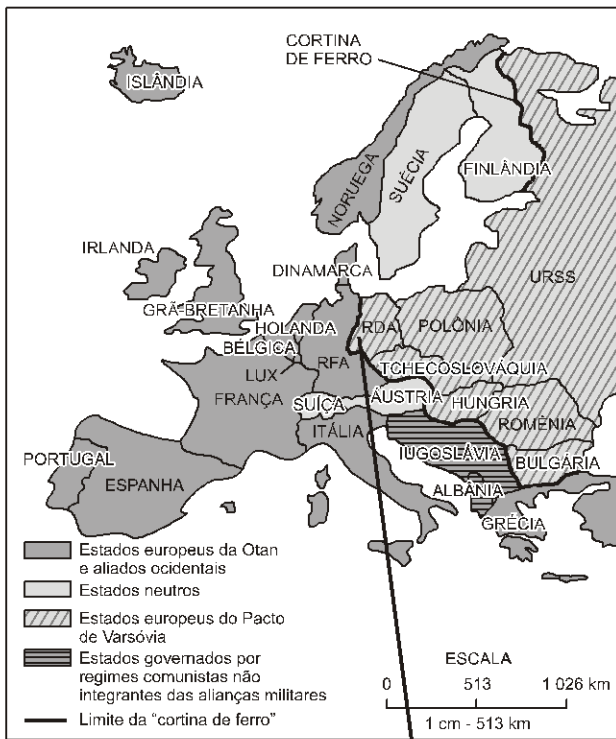 CORTINA
DE FERRO
ISLÂNDIA
NORUEGA
SUÉCIA
FINLÂNDIA
IRLANDA
DINAMARCA
URSS
GRÃ-BRETANHA
HOLANDA
RDA
POLÔNIA
BÉLGICA
RFA
TCHECOSLOVÁQUIA
LUX
FRANÇA
SUÍÇA
ÁUSTRIA
HUNGRIA
ITÁLIA
ROMÊNIA
PORTUGAL
ESPANHA
IUGOSLÁVIA
BULGÁRIA
ALBÂNIA
GRÉCIA
Estados europeus da Otan
e aliados ocidentais
Estados neutros
Estados europeus do Pacto
de Varsóvia
Estados governados por
regimes comunistas não
integrantes das alianças militares
Limite da “cortina de ferro”
ESCALA
0 513 1 026 km
1 cm - 513 km